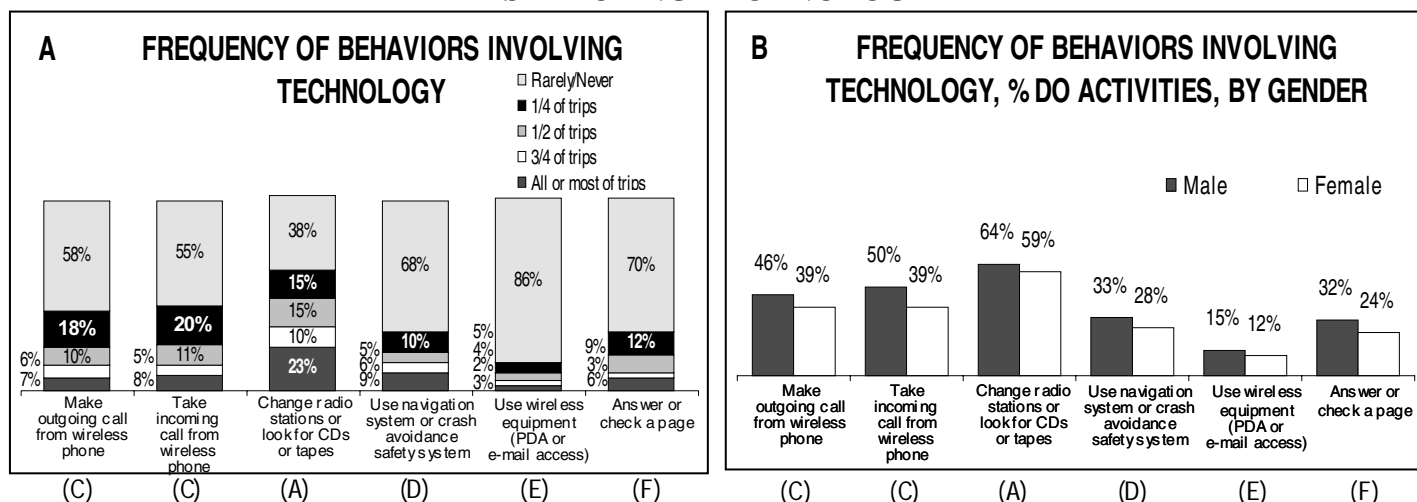 A FREQUENCY OF BEHAVIORS INVOLVING
TECHNOLOGY
Rarely/Never
1/4 of trips
1/2 of trips
3/4 of trips
All or most of trips
58%
18%
10%
6%
7%
55%
20%
11%
5%
8%
38%
15%
15%
10%
23%
68%
10%
5%
6%
9%
86%
5%
4%
2%
3%
70%
12%
9%
3%
6%
Make
outgoing call
from wireless
phone
Take
incoming
call from
wireless
phone
Change radio
stations or
look for CDs
or tapes
Use navigation
system or crash
avoidance
safety system
Use wireless
equipment
(PDA or
e-mail access)
Answer or
check a page
(C)
(C)
(A)
(D)
(E)
(F)
B FREQUENCY OF BEHAVIORS INVOLVING
TECHNOLOGY, % DO ACTIVITIES, BY GENDER
Male
Female
46%
39%
50%
39%
64%
59%
33%
28%
15%
12%
32%
24%
Make
outgoing call
from wireless
phone
Take
incoming
call from
wireless
phone
Change radio
stations or
look for CDs
or tapes
Use navigation
system or crash
avoidance
safety system
Use wireless
equipment
(PDA or
e-mail access)
Answer or
check a page
(C)
(C)
(A)
(D)
(E)
(F)